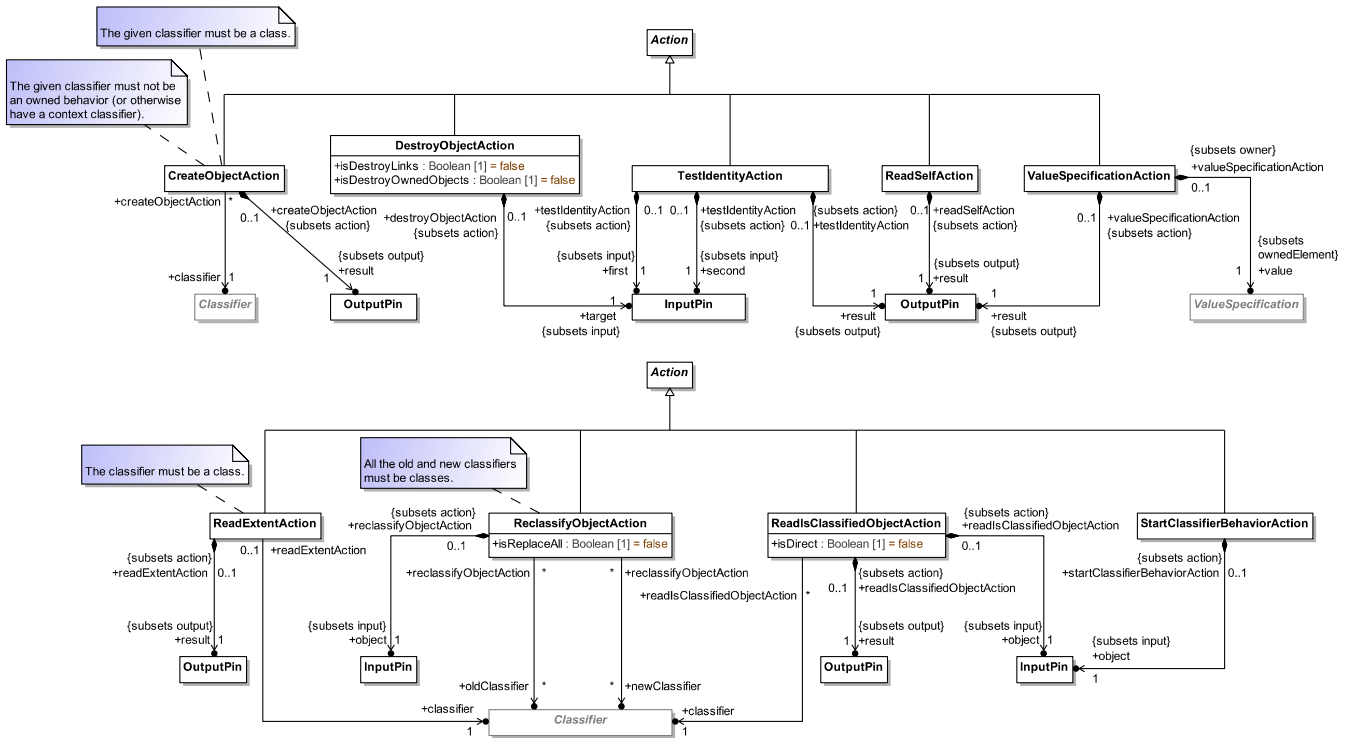 The given classifier must be a class.
Action
The given classifier must not be
an owned behavior (or otherwise
have a context classifier).
DestroyObjectAction
+isDestroyLinks : Boolean [1] = false
+isDestroyOwnedObjects : Boolean [1] = false
CreateObjectAction
TestIdentityAction
ReadSelfAction
ValueSpecificationAction
{subsets owner}
+valueSpecificationAction
0..1
+createObjectAction
*
0..1
+createObjectAction
{subsets action}
+destroyObjectAction
{subsets action}
0..1
+testIdentityAction
{subsets action}
0..1
0..1
+testIdentityAction
{subsets action}
{subsets action}
0..1
+testIdentityAction
0..1
+readSelfAction
{subsets action}
0..1
+valueSpecificationAction
{subsets action}
+classifier
1
{subsets output}
+result
1
{subsets input}
+first
1
{subsets input}
+second
1
{subsets output}
+result
1
{subsets
ownedElement}
+value
1
Classifier
OutputPin
1
+target
{subsets input}
InputPin
1
+result
{subsets output}
OutputPin
1
+result
{subsets output}
ValueSpecification
Action
The classifier must be a class.
All the old and new classifiers
must be classes.
ReadExtentAction
{subsets action}
+reclassifyObjectAction
0..1
ReclassifyObjectAction
+isReplaceAll : Boolean [1] = false
ReadIsClassifiedObjectAction
+isDirect : Boolean [1] = false
{subsets action}
+readIsClassifiedObjectAction
0..1
StartClassifierBehaviorAction
{subsets action}
+readExtentAction
0..1
0..1
+readExtentAction
+reclassifyObjectAction
*
*
+reclassifyObjectAction
+readIsClassifiedObjectAction
*
{subsets action}
0..1
+readIsClassifiedObjectAction
{subsets action}
+startClassifierBehaviorAction
0..1
{subsets output}
+result
1
{subsets input}
+object
1
{subsets output}
+result
1
{subsets input}
+object
1
{subsets input}
+object
1
OutputPin
InputPin
OutputPin
InputPin
+oldClassifier
*
*
+newClassifier
+classifier
1
Classifier
+classifier
1